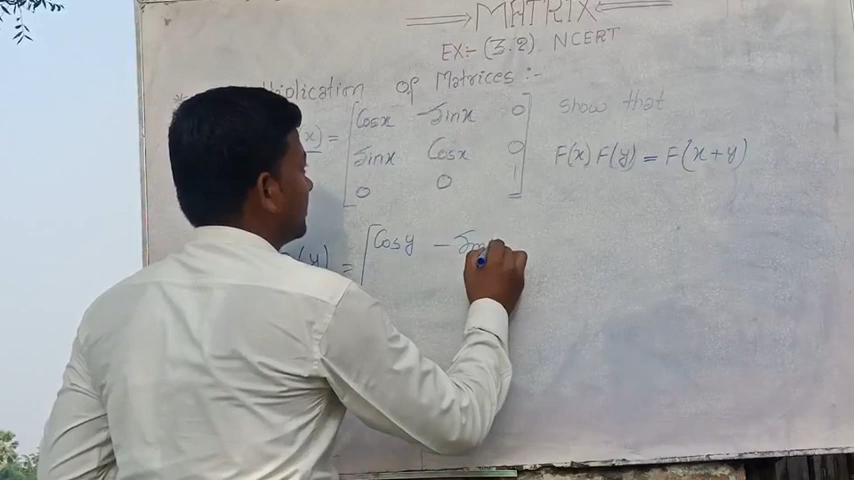 MATRIX
EX:- (3.2) NCERT
Of Matrices :-
x) = [ Cosx -Sinx 0 show that
Sinx Cosx 0 F(x) F(y) = F(x+y)
0 0 1 ]
(y) = [ Cosy -Sin